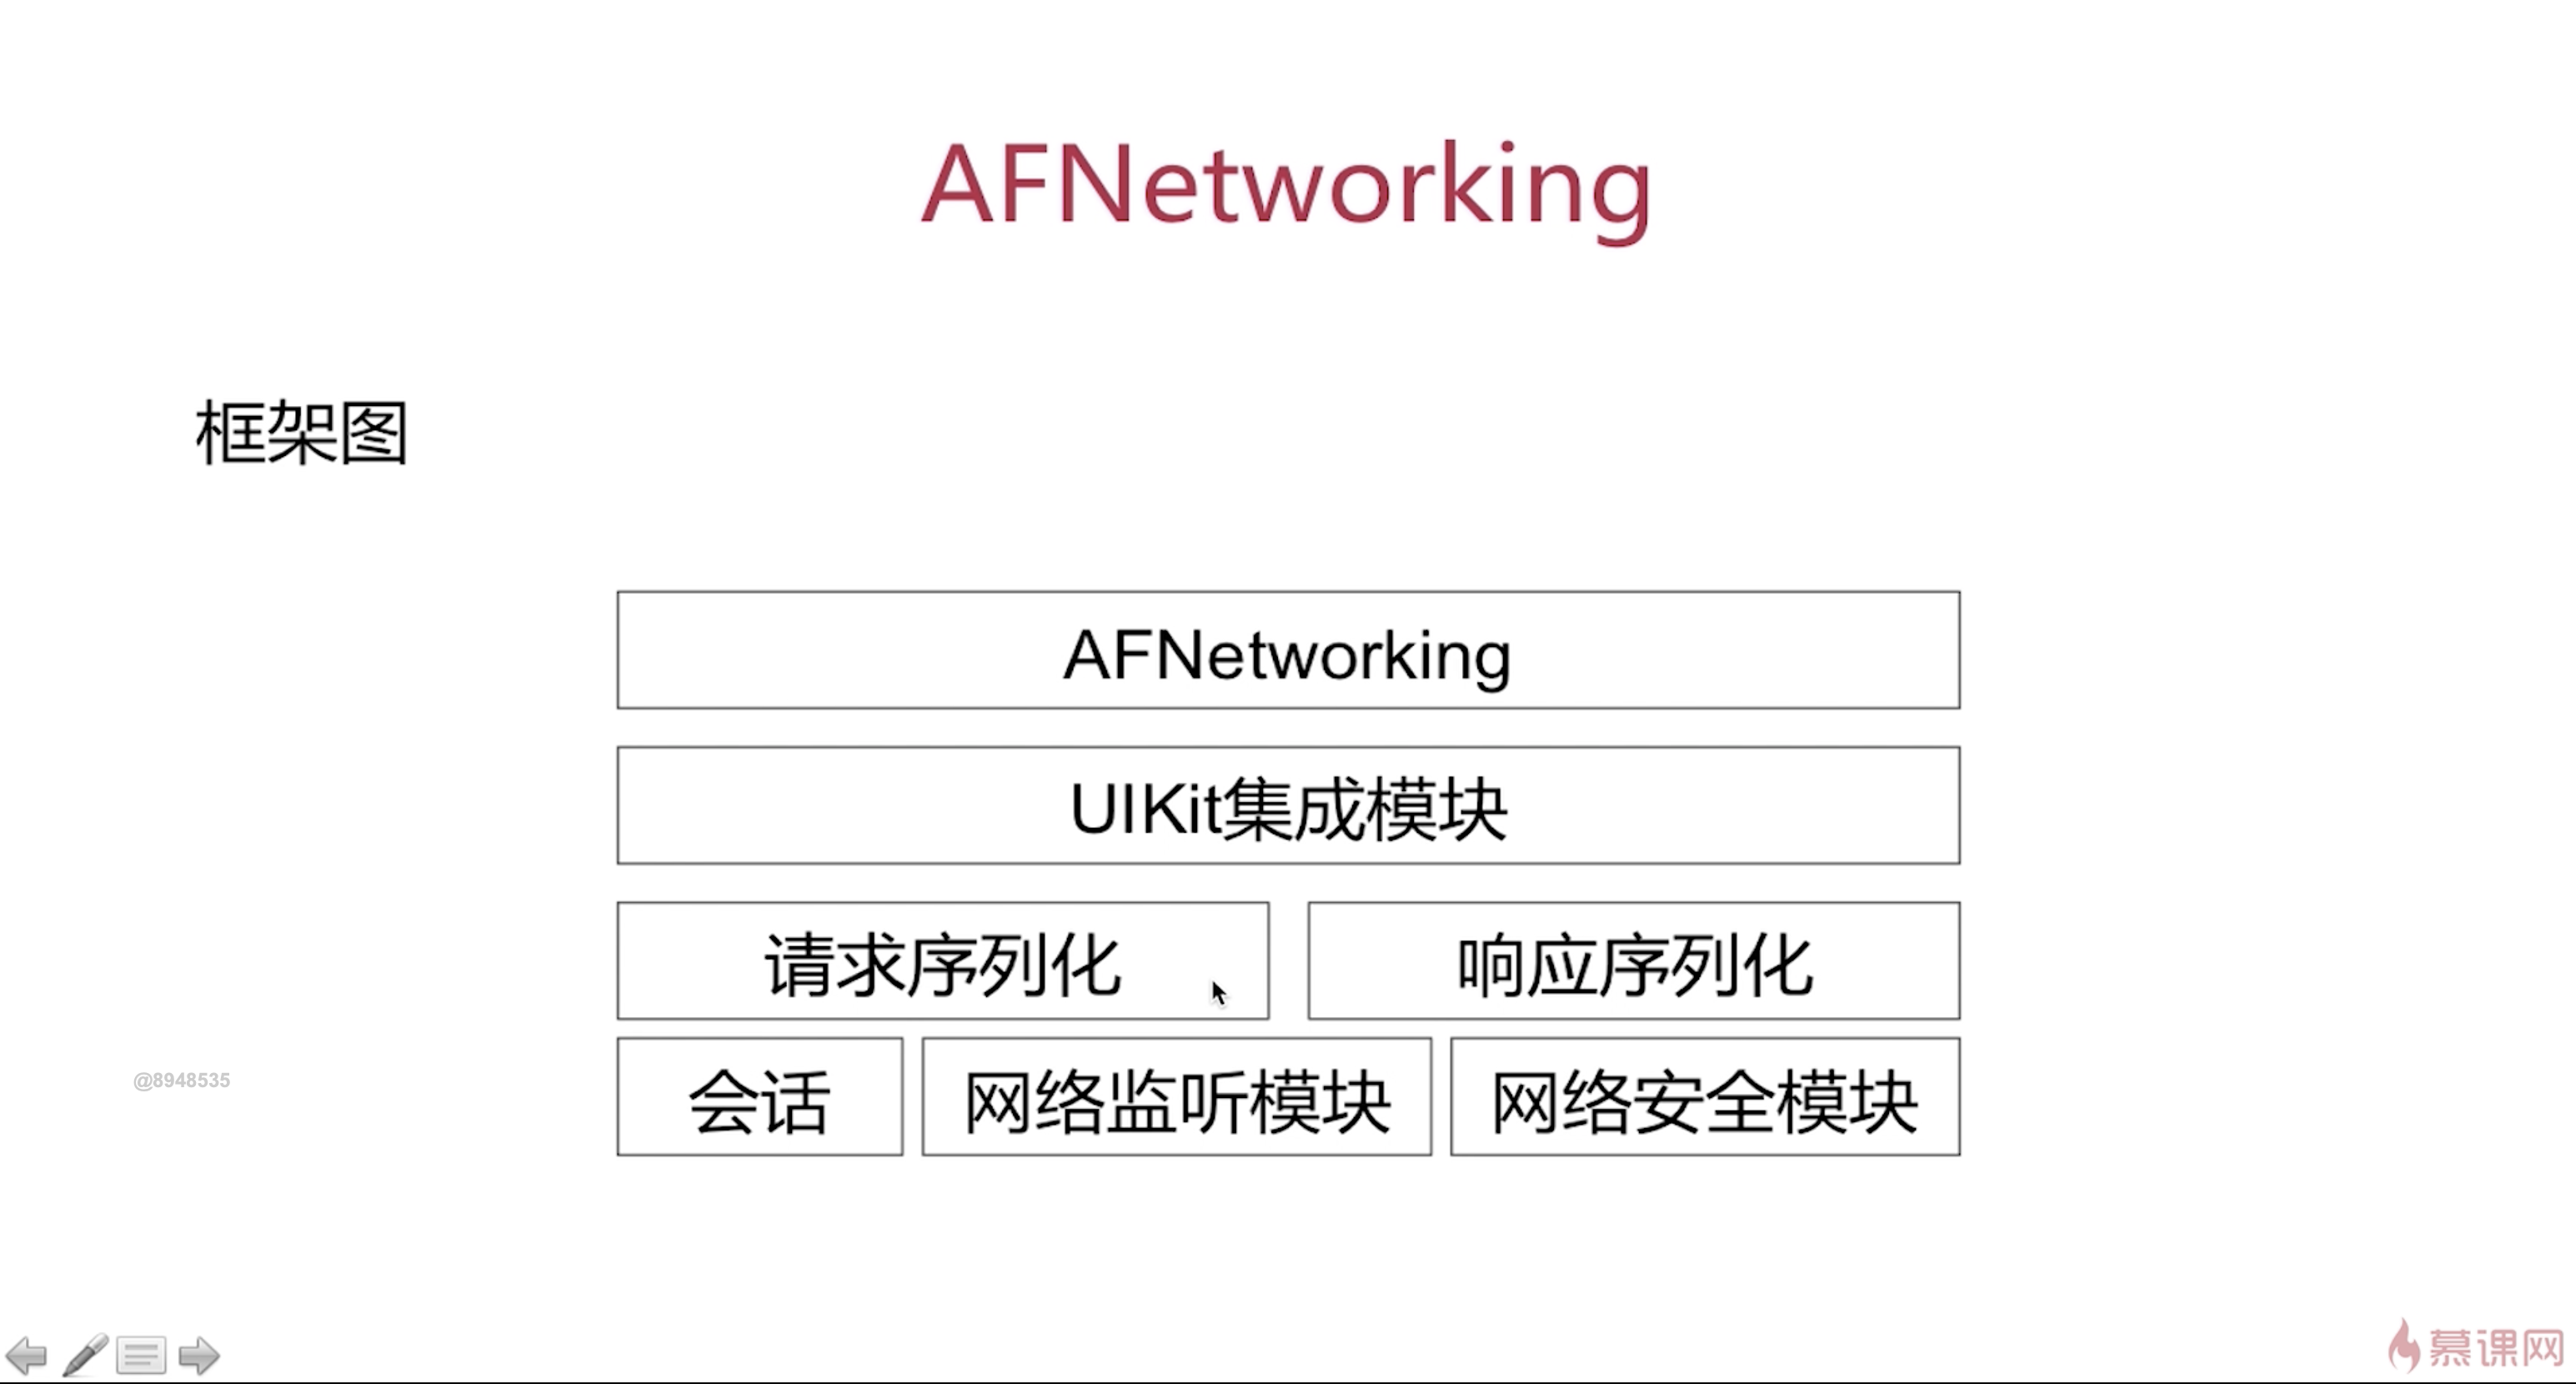 AFNetworking
框架图
AFNetworking
UIKit集成模块
请求序列化
响应序列化
会话
网络监听模块
网络安全模块
@8948535
慕课网